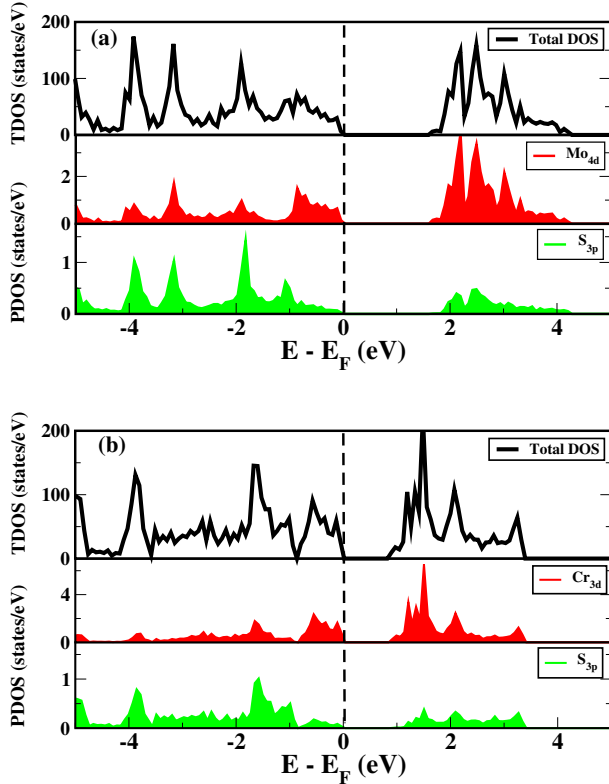 (a)
Total DOS
TDOS (states/eV)
200
100
0
Mo4d
2
0
S3p
PDOS (states/eV)
1
0
-4
-2
0
2
4
E - EF (eV)
(b)
Total DOS
TDOS (states/eV)
200
100
0
Cr3d
4
0
S3p
PDOS (states/eV)
1
0
-4
-2
0
2
4
E - EF (eV)